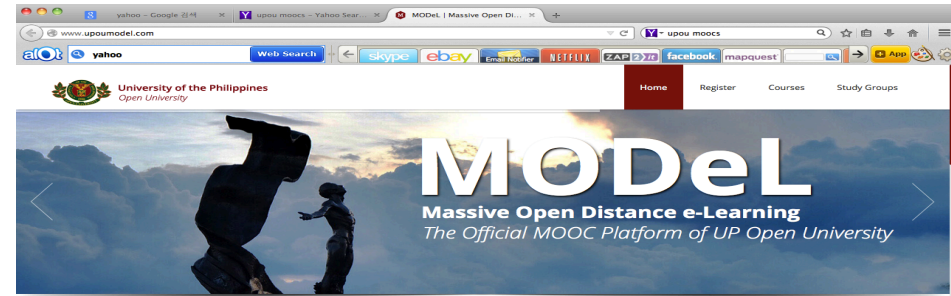 yahoo - Google 검색
upou moocs - Yahoo Sear...
MODeL | Massive Open Di...
www.upoumodel.com
upou moocs
alot
yahoo
Web Search
skype
ebay
Email Notifier
NETFLIX
ZAP2it
facebook.
mapquest
App
University of the Philippines
Open University
Home
Register
Courses
Study Groups
MODeL
Massive Open Distance e-Learning
The Official MOOC Platform of UP Open University